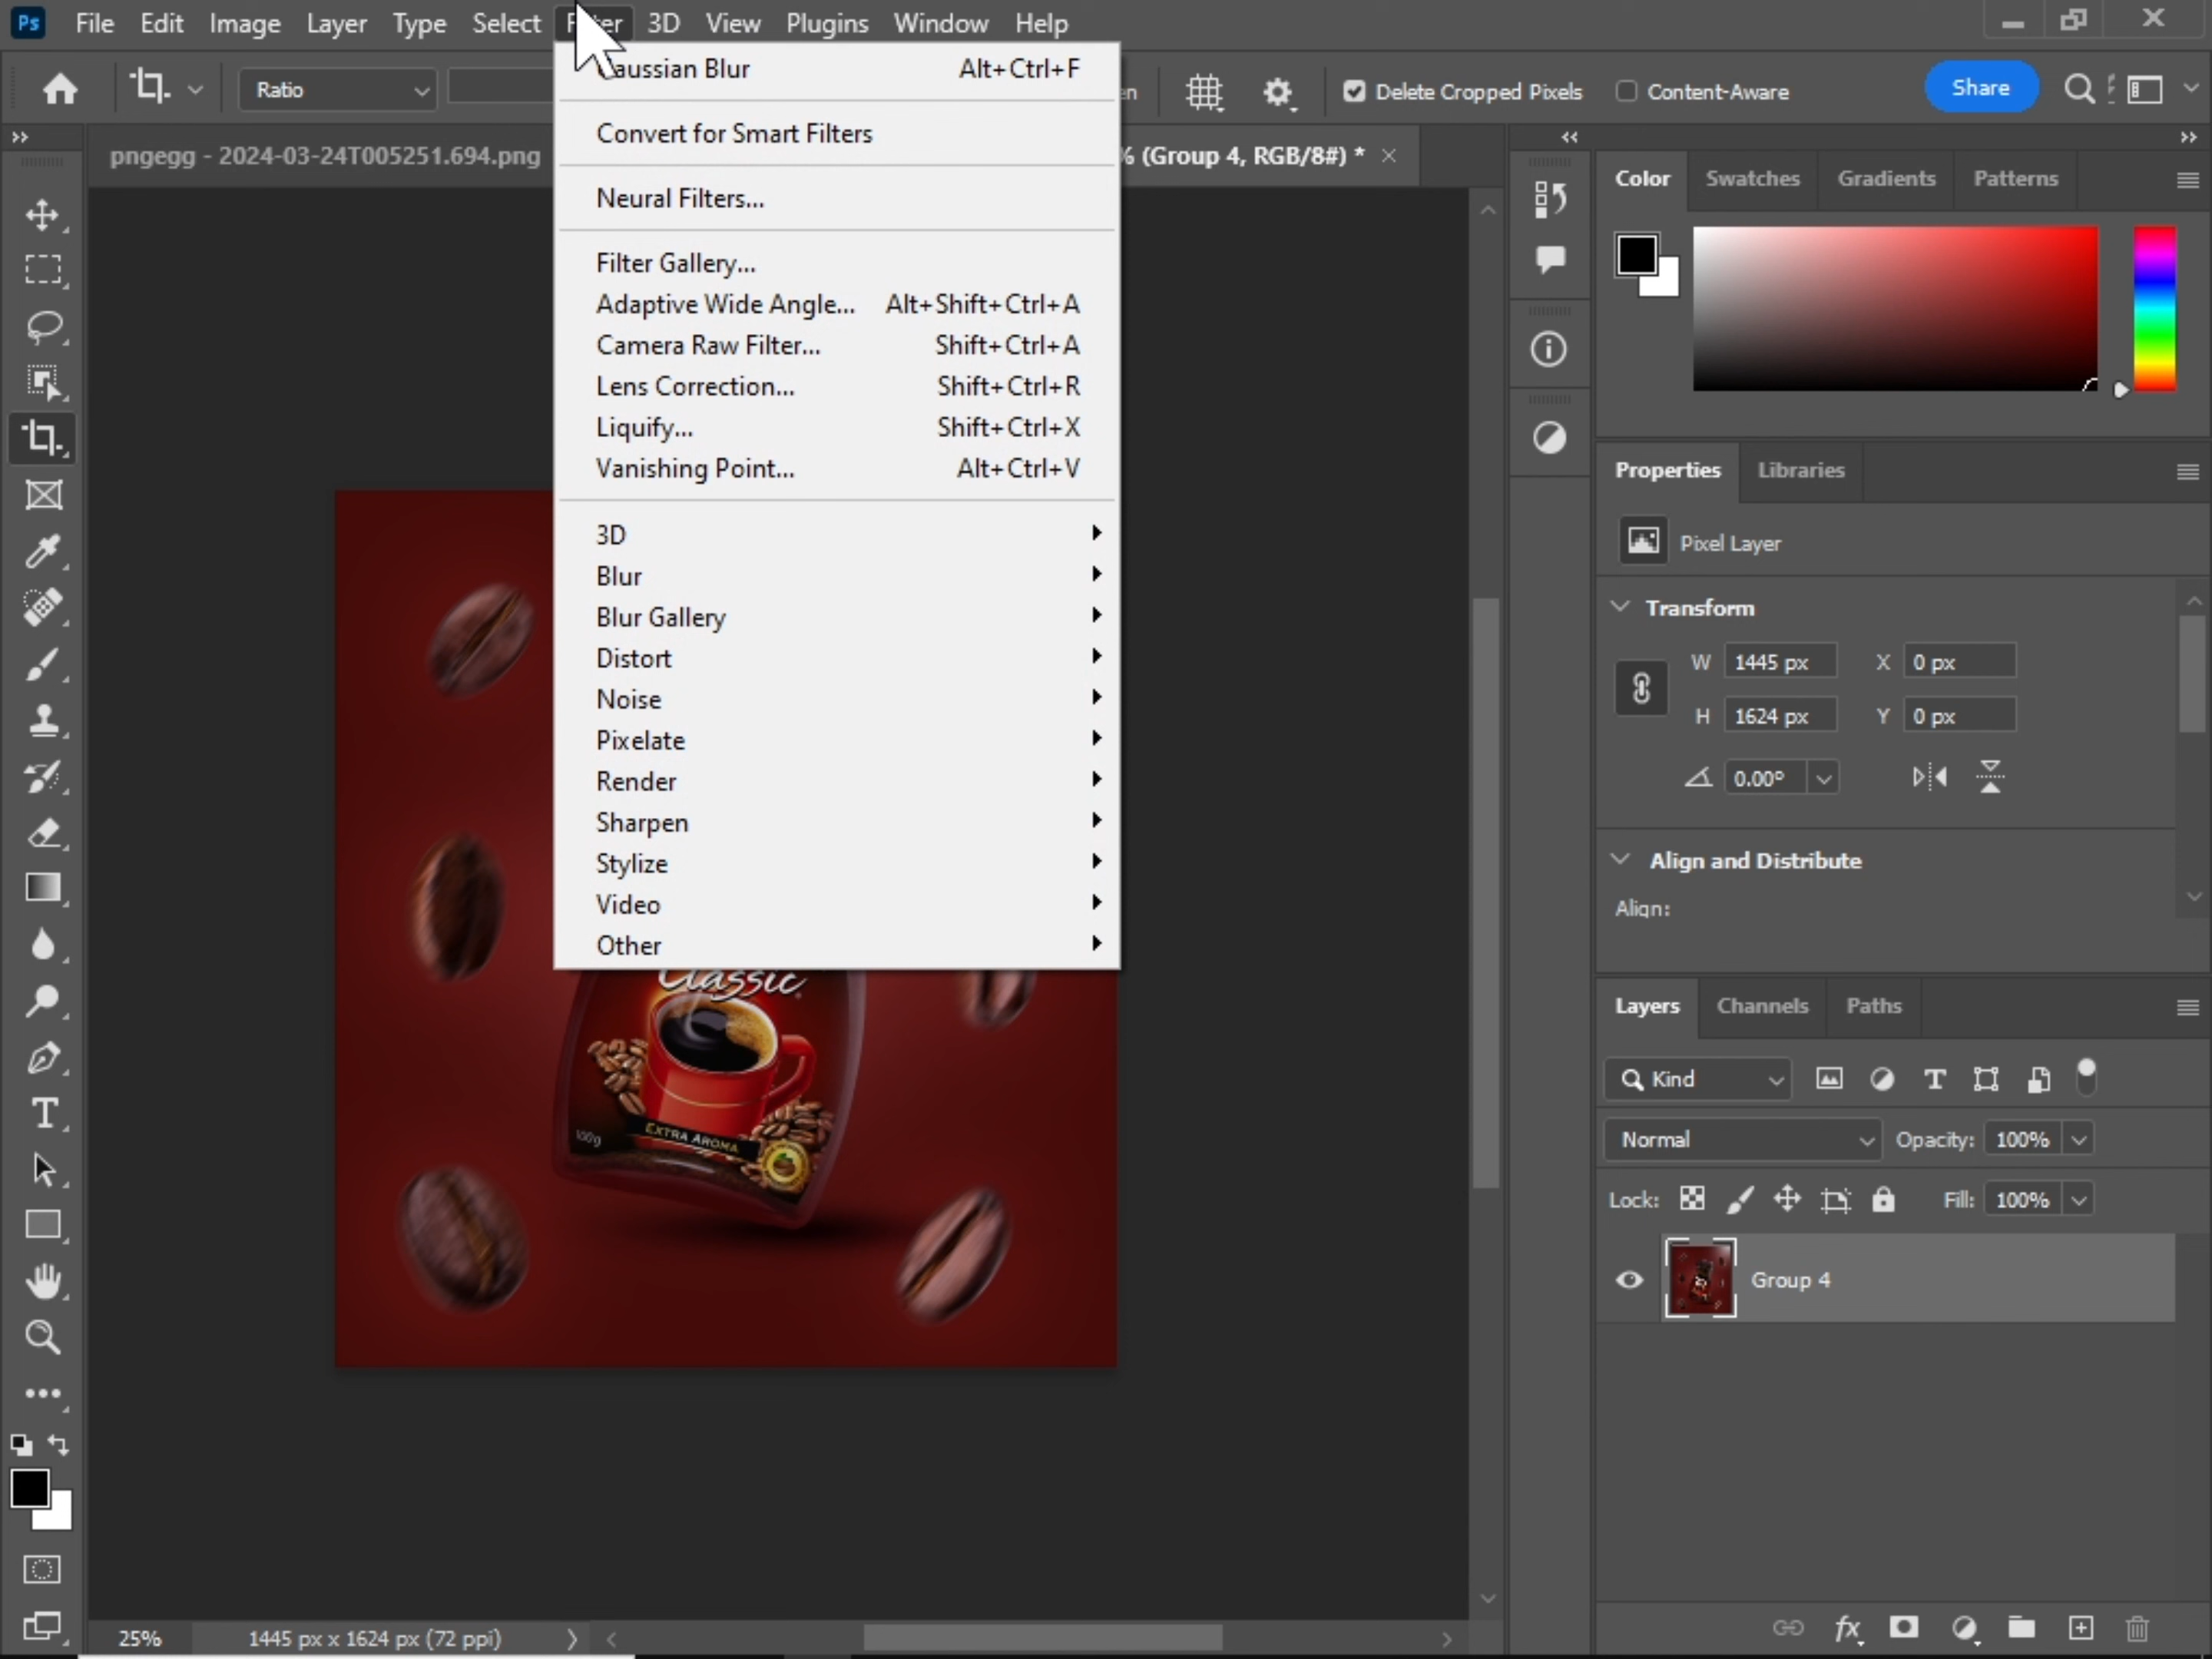 Ps File Edit Image Layer Type Select 3D View Plugins Window Help
Ratio
Delete Cropped Pixels
Content-Aware
Share
pngegg - 2024-03-24T005251.694.png
% (Group 4, RGB/8#) * ×
Gaussian Blur Alt+Ctrl+F
Convert for Smart Filters
Neural Filters...
Filter Gallery...
Adaptive Wide Angle... Alt+Shift+Ctrl+A
Camera Raw Filter... Shift+Ctrl+A
Lens Correction... Shift+Ctrl+R
Liquify... Shift+Ctrl+X
Vanishing Point... Alt+Ctrl+V
3D
Blur
Blur Gallery
Distort
Noise
Pixelate
Render
Sharpen
Stylize
Video
Other
Classic
EXTRA AROMA
100g
Color Swatches Gradients Patterns
Properties Libraries
Pixel Layer
Transform
W 1445 px X 0 px
H 1624 px Y 0 px
0.00°
Align and Distribute
Align:
Layers Channels Paths
Kind
Normal Opacity: 100%
Lock: Fill: 100%
Group 4
25% 1445 px x 1624 px (72 ppi)